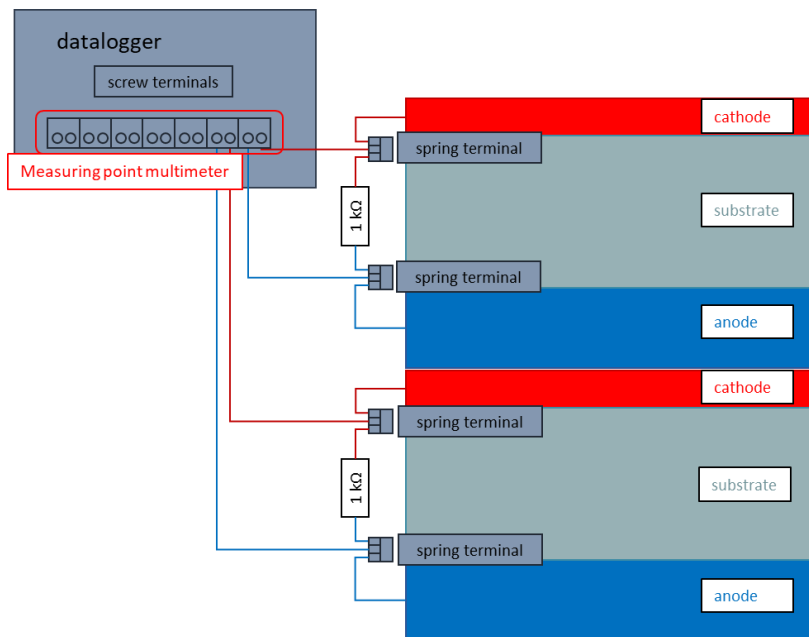 datalogger
screw terminals
Measuring point multimeter
cathode
spring terminal
1 kΩ
substrate
spring terminal
anode
cathode
spring terminal
1 kΩ
substrate
spring terminal
anode